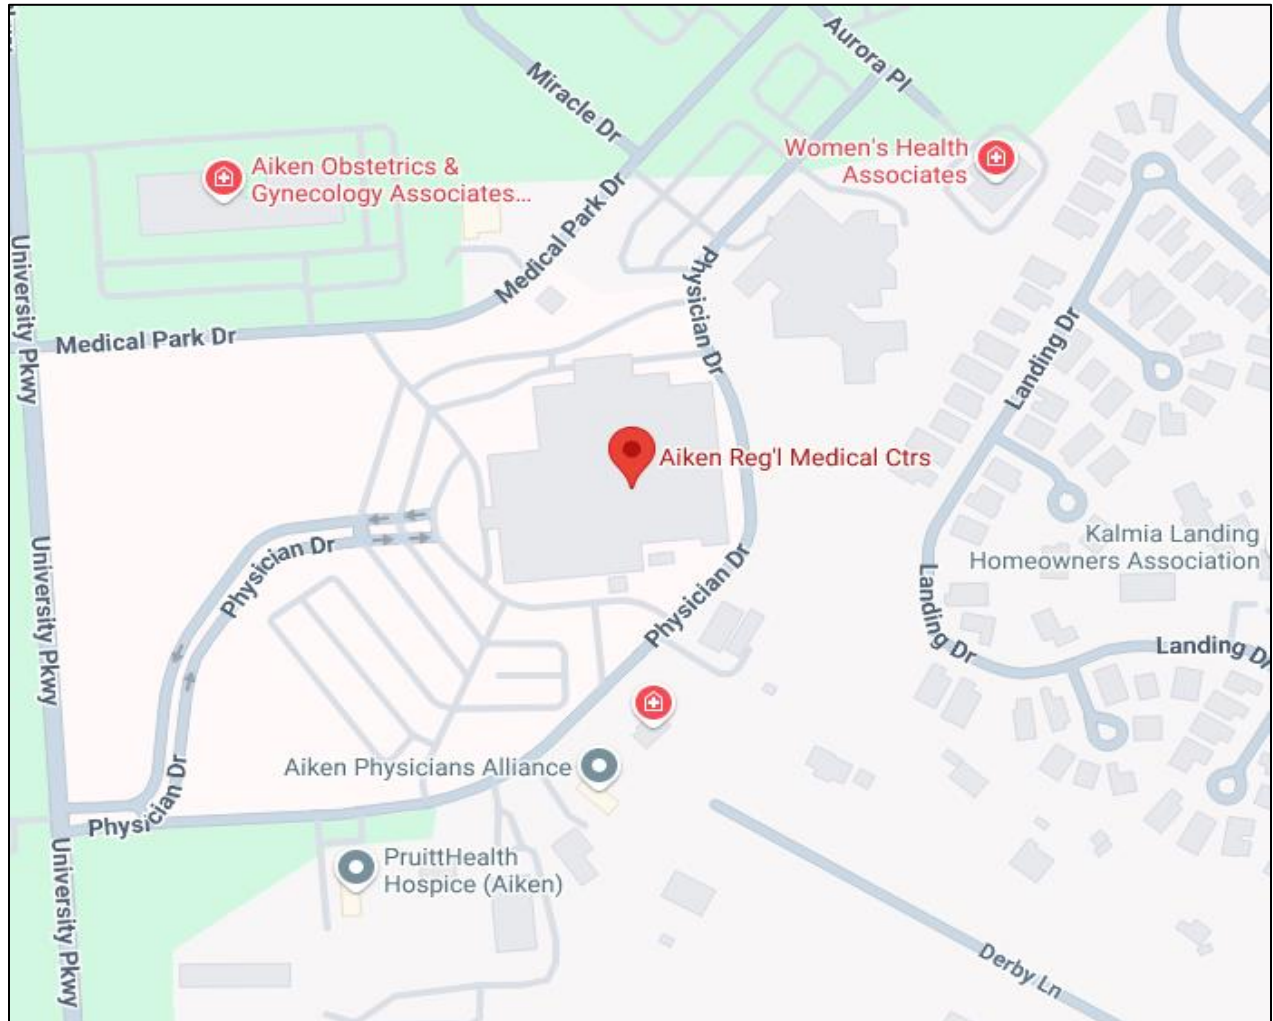 Aurora Pl
Miracle Dr
Women's Health
Associates
Aiken Obstetrics &
Gynecology Associates...
Medical Park Dr
University Pkwy
Physician Dr
Medical Park Dr
Landing Dr
Aiken Reg'l Medical Ctrs
Kalmia Landing
Homeowners Association
University Pkwy
Physician Dr
Physician Dr
Landing Dr
Landing Dr
Aiken Physicians Alliance
Physician Dr
University Pkwy
PruittHealth
Hospice (Aiken)
Derby Ln